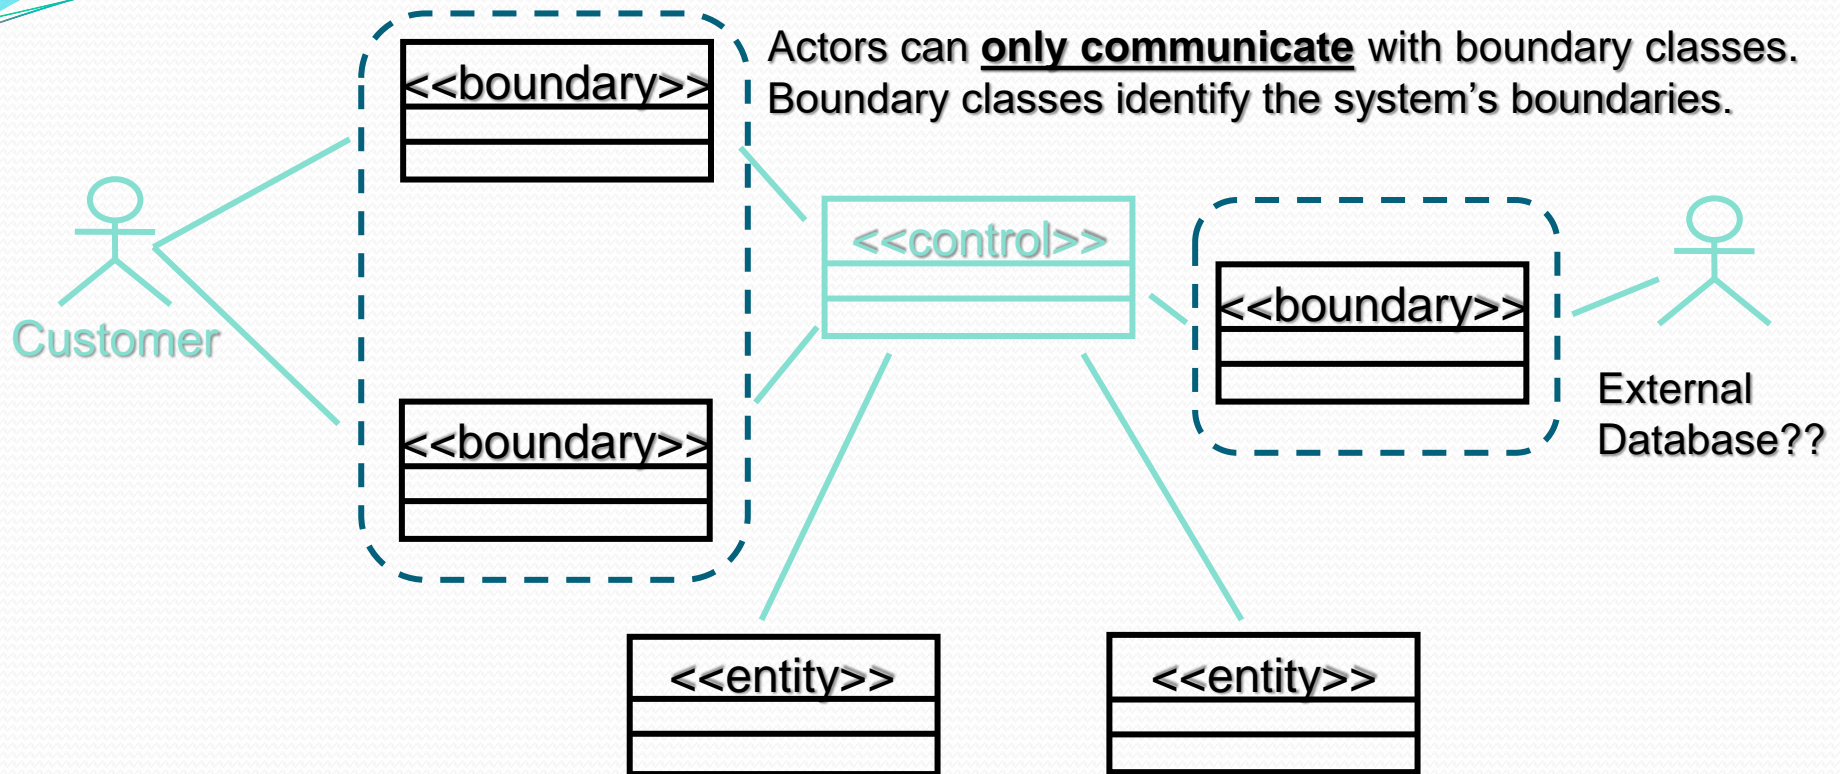 Actors can only communicate with boundary classes.
Boundary classes identify the system’s boundaries.
<<boundary>>
<<control>>
<<boundary>>
Customer
External
Database??
<<boundary>>
<<entity>>
<<entity>>